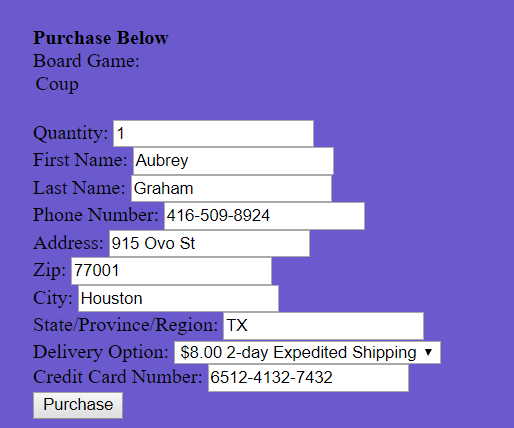 Purchase Below
Board Game:
Coup
Quantity: 1
First Name: Aubrey
Last Name: Graham
Phone Number: 416-509-8924
Address: 915 Ovo St
Zip: 77001
City: Houston
State/Province/Region: TX
Delivery Option: $8.00 2-day Expedited Shipping
Credit Card Number: 6512-4132-7432
Purchase